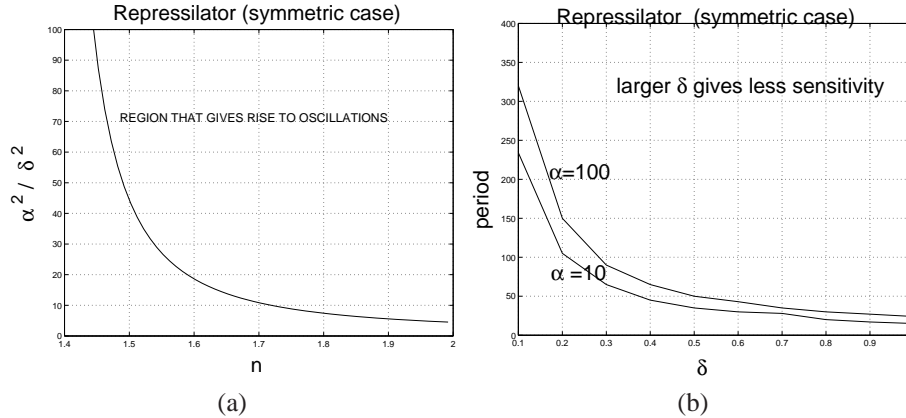 Repressilator (symmetric case)
100
90
80
70
60
50
40
30
20
10
0
α² / δ²
REGION THAT GIVES RISE TO OSCILLATIONS
1.4 1.5 1.6 1.7 1.8 1.9 2
n
(a)
Repressilator (symmetric case)
400
350
300
250
200
150
100
50
0
period
larger δ gives less sensitivity
α=100
α =10
0.1 0.2 0.3 0.4 0.5 0.6 0.7 0.8 0.9
δ
(b)